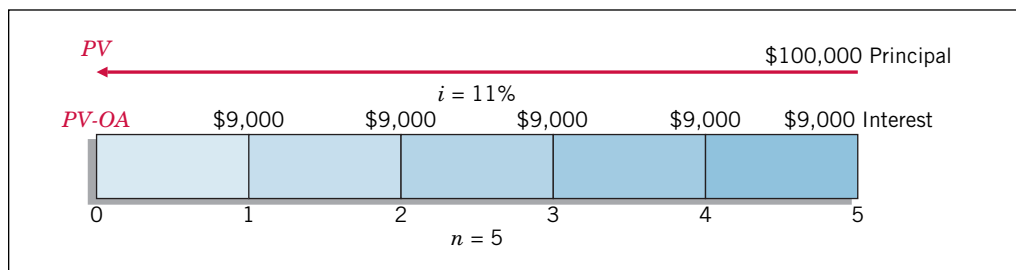 PV
$100,000 Principal
i = 11%
PV-OA $9,000 $9,000 $9,000 $9,000 $9,000 Interest
0 1 2 3 4 5
n = 5